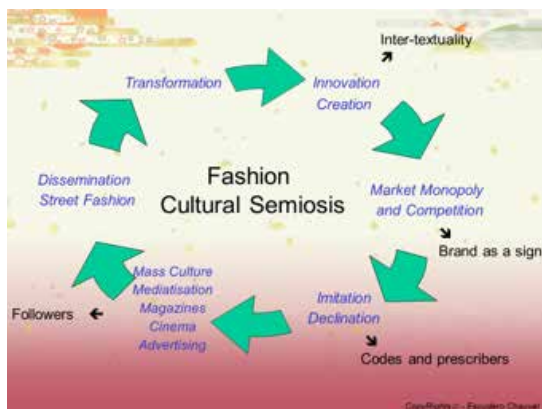 Inter-textuality
Transformation
Innovation
Creation
Fashion
Cultural Semiosis
Market Monopoly
and Competition
Brand as a sign
Imitation
Declination
Codes and prescribers
Mass Culture
Mediatisation
Magazines
Cinema
Advertising
Followers
Dissemination
Street Fashion